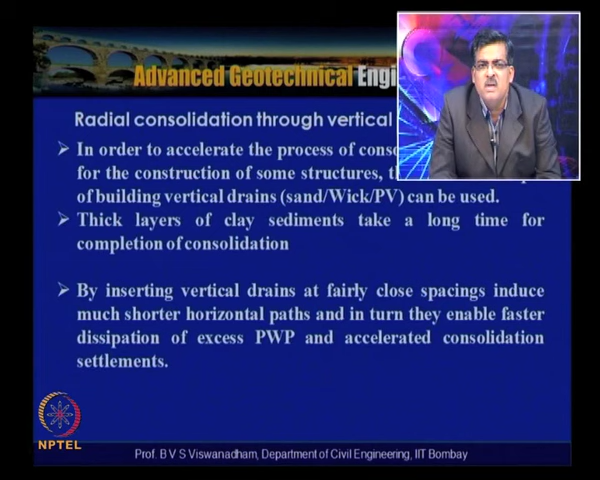 Advanced Geotechnical Engi
Radial consolidation through vertical
➢ In order to accelerate the process of conso
for the construction of some structures, th
of building vertical drains (sand/Wick/PV) can be used.
➢ Thick layers of clay sediments take a long time for
completion of consolidation
➢ By inserting vertical drains at fairly close spacings induce
much shorter horizontal paths and in turn they enable faster
dissipation of excess PWP and accelerated consolidation
settlements.
NPTEL
Prof. B V S Viswanadham, Department of Civil Engineering, IIT Bombay